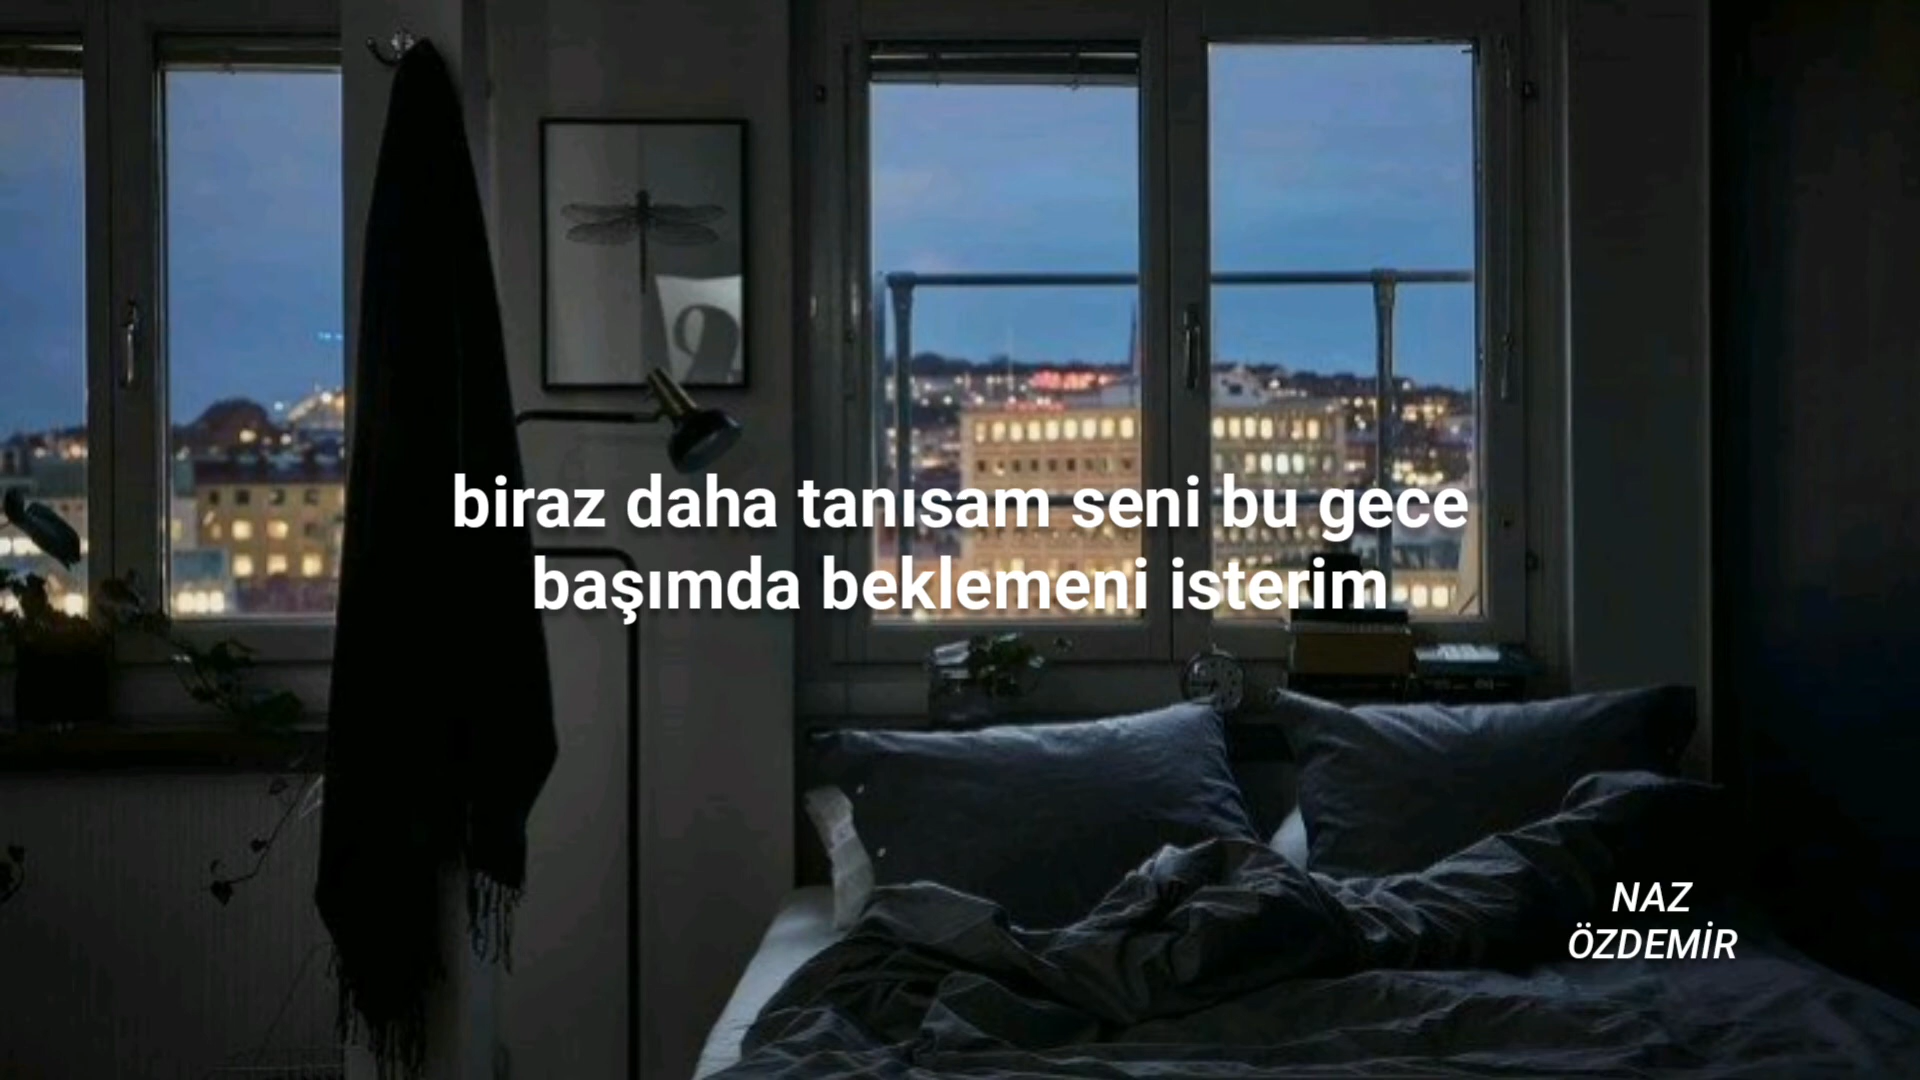 biraz daha tanısam seni bu gece
başımda beklemeni isterim
NAZ
ÖZDEMİR